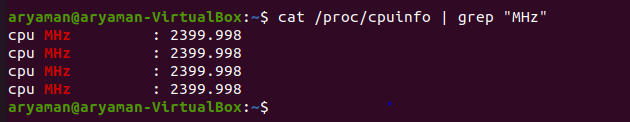 aryaman@aryaman-VirtualBox:~$ cat /proc/cpuinfo | grep "MHz"
cpu MHz         : 2399.998
cpu MHz         : 2399.998
cpu MHz         : 2399.998
cpu MHz         : 2399.998
aryaman@aryaman-VirtualBox:~$